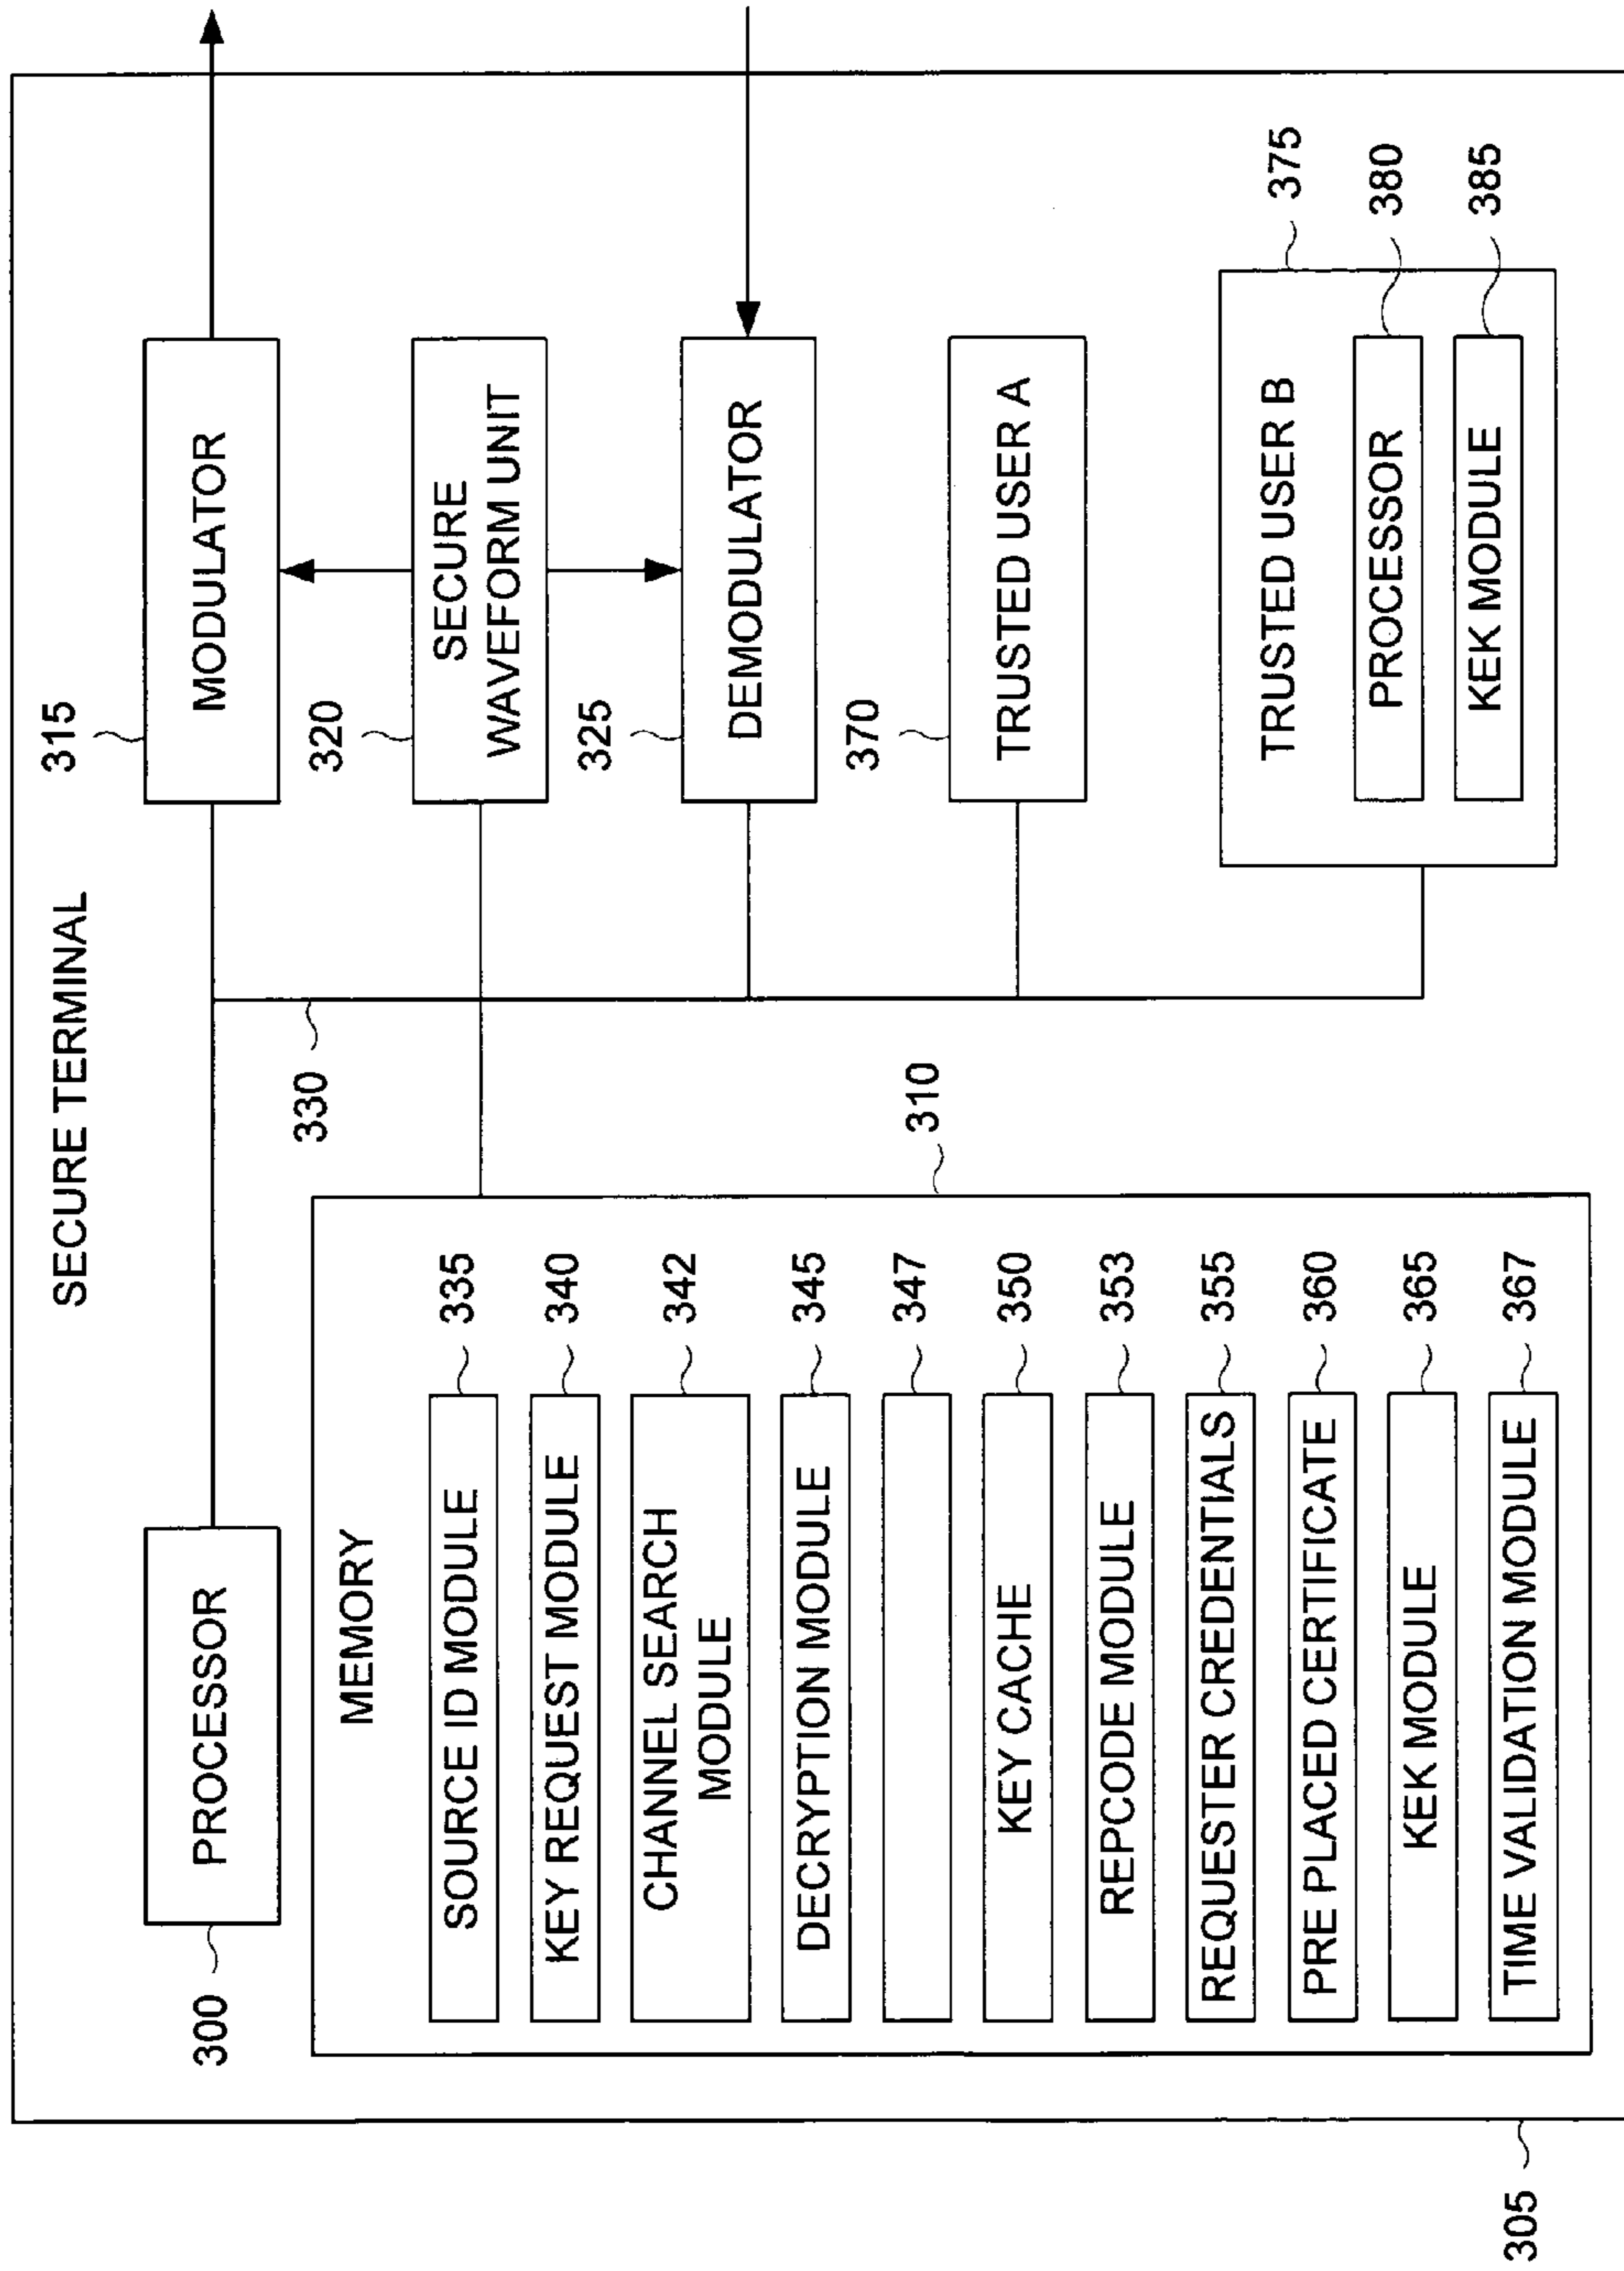 SECURE TERMINAL
300
PROCESSOR
315
MODULATOR
320
SECURE
WAVEFORM UNIT
325
DEMODULATOR
330
370
TRUSTED USER A
375
TRUSTED USER B
PROCESSOR
380
KEK MODULE
385
310
MEMORY
SOURCE ID MODULE
335
KEY REQUEST MODULE
340
CHANNEL SEARCH
MODULE
342
DECRYPTION MODULE
345
347
KEY CACHE
350
REPCODE MODULE
353
REQUESTER CREDENTIALS
355
PRE PLACED CERTIFICATE
360
KEK MODULE
365
TIME VALIDATION MODULE
367
305